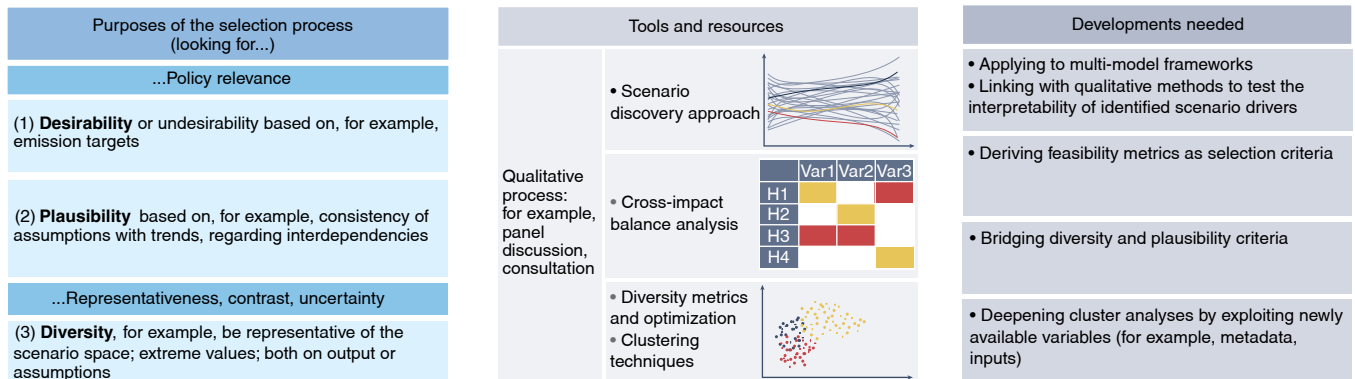 Purposes of the selection process
(looking for...)
...Policy relevance
(1) Desirability or undesirability based on, for example,
emission targets
(2) Plausibility based on, for example, consistency of
assumptions with trends, regarding interdependencies
...Representativeness, contrast, uncertainty
(3) Diversity, for example, be representative of the
scenario space; extreme values; both on output or
assumptions
Tools and resources
Qualitative
process:
for example,
panel
discussion,
consultation
• Scenario
discovery approach
• Cross-impact
balance analysis
Var1 Var2 Var3
H1
H2
H3
H4
• Diversity metrics
and optimization
• Clustering
techniques
Developments needed
• Applying to multi-model frameworks
• Linking with qualitative methods to test the
interpretability of identified scenario drivers
• Deriving feasibility metrics as selection criteria
• Bridging diversity and plausibility criteria
• Deepening cluster analyses by exploiting newly
available variables (for example, metadata,
inputs)